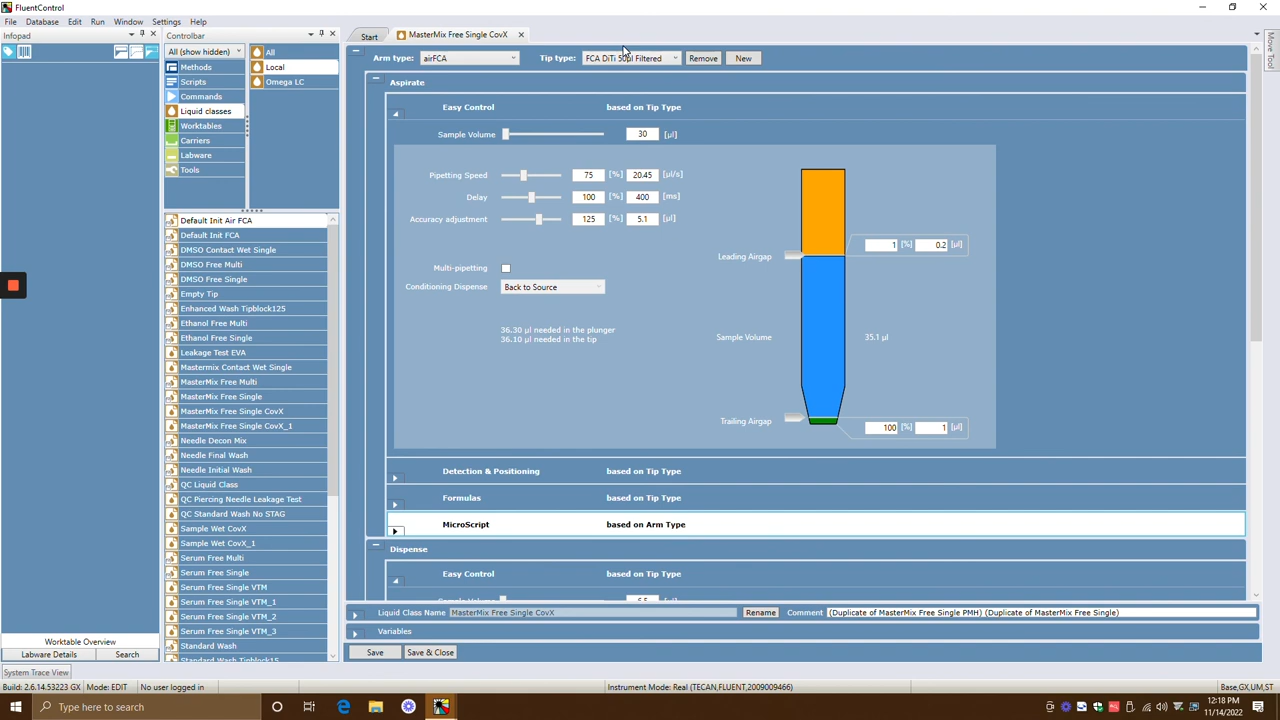 FluentControl
File Database Edit Run Window Settings Help
Infopad
Controlbar
Start
MasterMix Free Single CovX
Move Tool
All (show hidden)
All
Local
Omega LC
Methods
Scripts
Commands
Liquid classes
Worktables
Carriers
Labware
Tools
Arm type: airFCA Tip type: FCA DiTi 50µl Filtered Remove New
Aspirate
Easy Control based on Tip Type
Sample Volume 30 [µl]
Pipetting Speed 75 [%] 20.45 [µl/s]
Delay 100 [%] 400 [ms]
Accuracy adjustment 125 [%] 5.1 [µl]
Leading Airgap 1 [%] 0.2 [µl]
Multi-pipetting
Conditioning Dispense Back to Source
36.30 µl needed in the plunger
36.10 µl needed in the tip
Sample Volume 35.1 µl
Trailing Airgap 100 [%] 1 [µl]
Detection & Positioning based on Tip Type
Formulas based on Tip Type
MicroScript based on Arm Type
Dispense
Easy Control based on Tip Type
Sample Volume 6.5 [µl]
Default Init Air FCA
Default Init FCA
DMSO Contact Wet Single
DMSO Free Multi
DMSO Free Single
Empty Tip
Enhanced Wash Tipblock125
Ethanol Free Multi
Ethanol Free Single
Leakage Test EVA
Mastermix Contact Wet Single
MasterMix Free Multi
MasterMix Free Single
MasterMix Free Single CovX
MasterMix Free Single CovX_1
Needle Decon Mix
Needle Final Wash
Needle Initial Wash
QC Liquid Class
QC Piercing Needle Leakage Test
QC Standard Wash No STAG
Sample Wet CovX
Sample Wet CovX_1
Serum Free Multi
Serum Free Single
Serum Free Single VTM
Serum Free Single VTM_1
Serum Free Single VTM_2
Serum Free Single VTM_3
Standard Wash
Standard Wash Tipblock15
Liquid Class Name MasterMix Free Single CovX Rename Comment (Duplicate of MasterMix Free Single PMH) (Duplicate of MasterMix Free Single)
Variables
Save Save & Close
Worktable Overview
Labware Details Search
System Trace View
Build: 2.6.14.53223 GX Mode: EDIT No user logged in Instrument Mode: Real (TECAN,FLUENT,2009009466) Base,GX,UM,ST
Type here to search
12:18 PM
11/14/2022